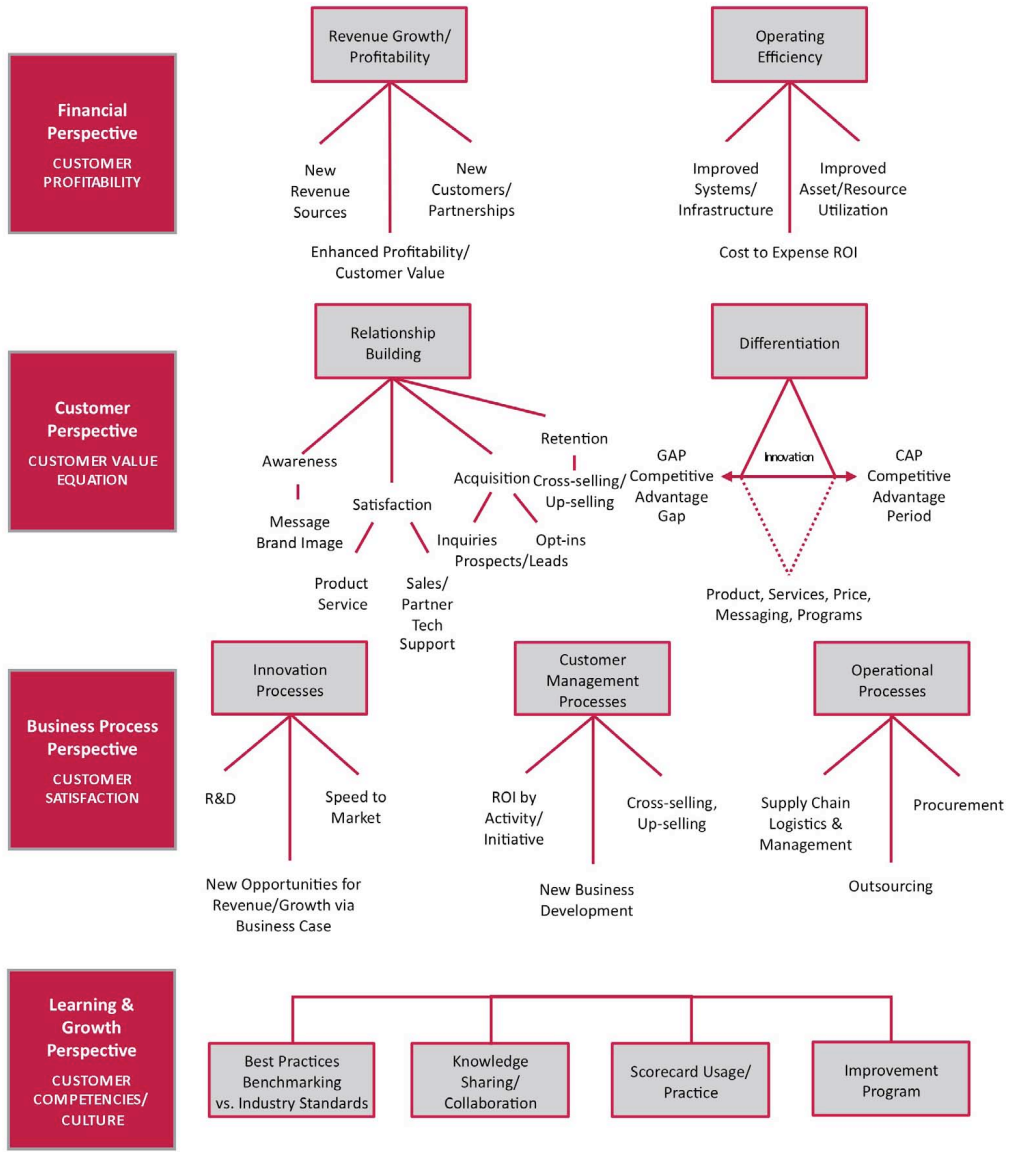 Financial
Perspective
CUSTOMER
PROFITABILITY
Revenue Growth/
Profitability
New
Revenue
Sources
Enhanced Profitability/
Customer Value
New
Customers/
Partnerships
Operating
Efficiency
Improved
Systems/
Infrastructure
Cost to Expense ROI
Improved
Asset/Resource
Utilization
Customer
Perspective
CUSTOMER VALUE
EQUATION
Relationship
Building
Awareness
Message
Brand Image
Satisfaction
Product
Service
Sales/
Partner
Tech
Support
Acquisition
Inquiries
Opt-ins
Prospects/Leads
Retention
Cross-selling/
Up-selling
Differentiation
GAP
Competitive
Advantage
Gap
Innovation
CAP
Competitive
Advantage
Period
Product, Services, Price,
Messaging, Programs
Business Process
Perspective
CUSTOMER
SATISFACTION
Innovation
Processes
R&D
New Opportunities for
Revenue/Growth via
Business Case
Speed to
Market
Customer
Management
Processes
ROI by
Activity/
Initiative
New Business
Development
Cross-selling,
Up-selling
Operational
Processes
Supply Chain
Logistics &
Management
Outsourcing
Procurement
Learning &
Growth
Perspective
CUSTOMER
COMPETENCIES/
CULTURE
Best Practices
Benchmarking
vs. Industry Standards
Knowledge
Sharing/
Collaboration
Scorecard Usage/
Practice
Improvement
Program